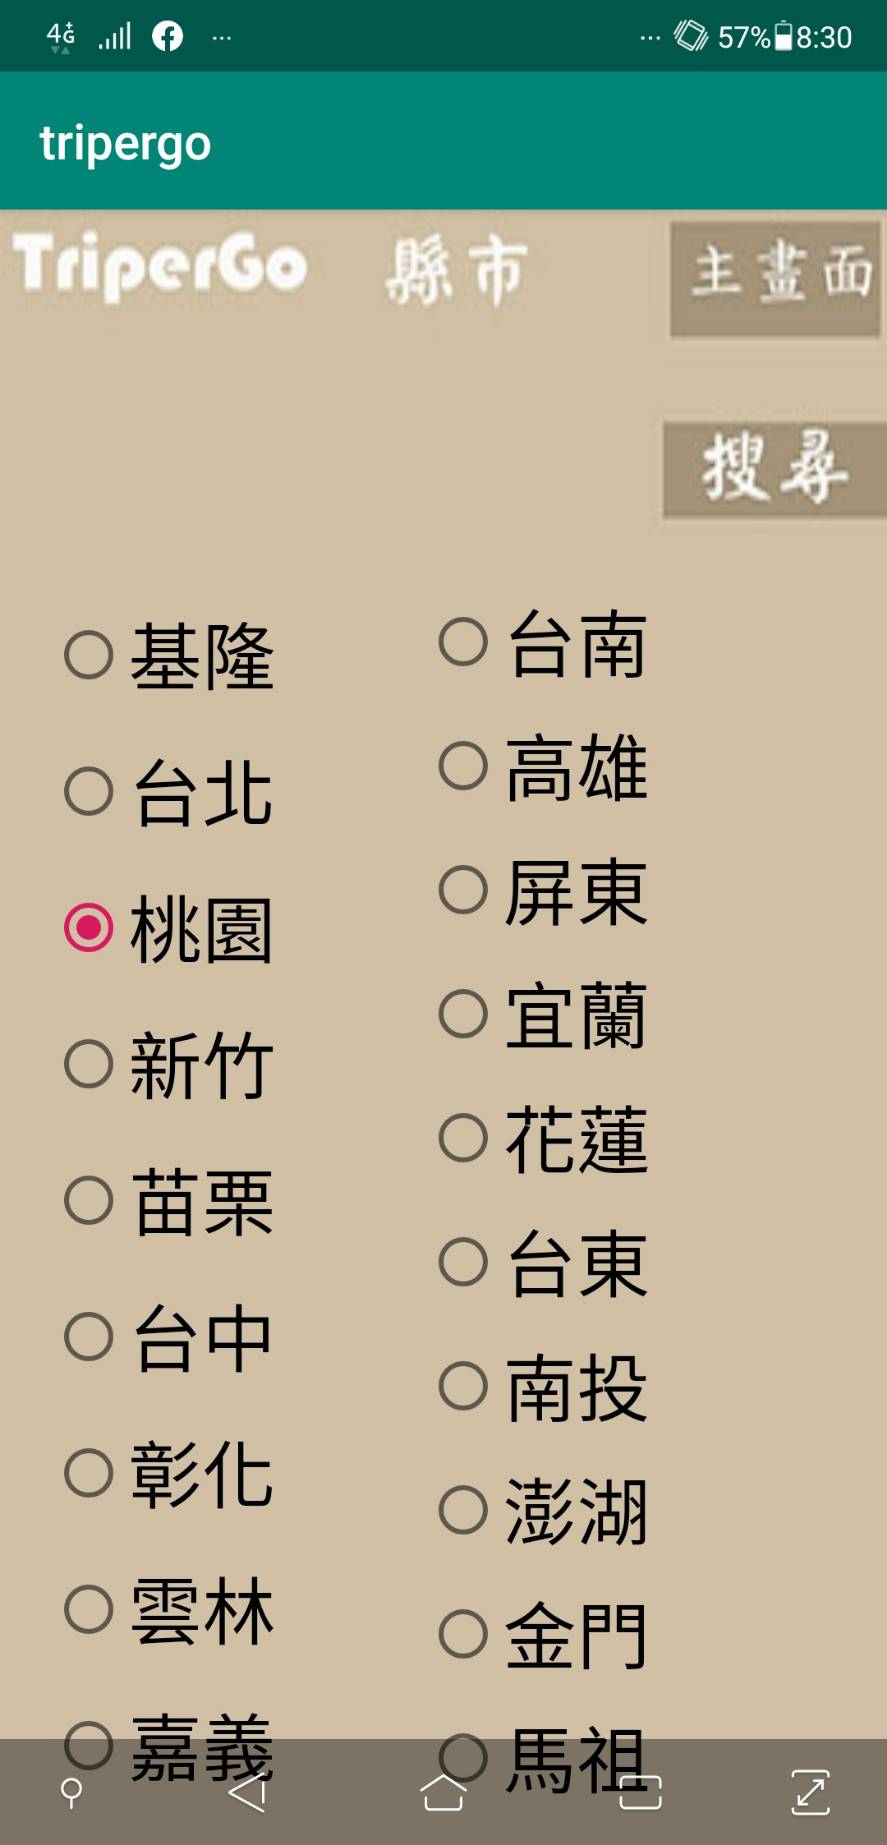 4G ... ... 57% 8:30
tripergo
TriperGo 縣市 主畫面
搜尋
基隆
台北
桃園
新竹
苗栗
台中
彰化
雲林
嘉義
台南
高雄
屏東
宜蘭
花蓮
台東
南投
澎湖
金門
馬祖